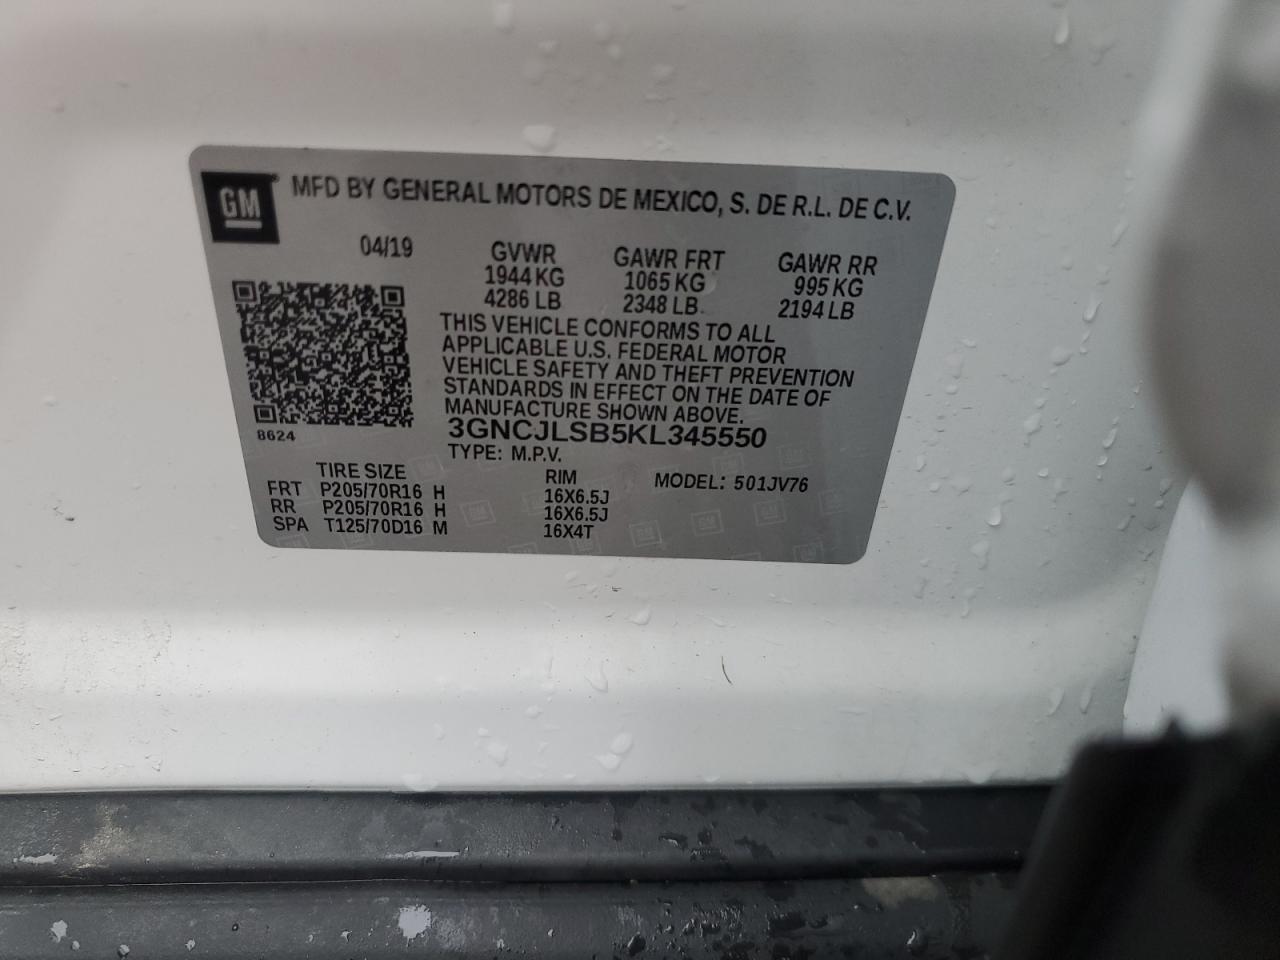 GM MFD BY GENERAL MOTORS DE MEXICO, S. DE R.L. DE C.V.
04/19 GVWR GAWR FRT GAWR RR
1944 KG 1065 KG 995 KG
4286 LB 2348 LB 2194 LB
THIS VEHICLE CONFORMS TO ALL
APPLICABLE U.S. FEDERAL MOTOR
VEHICLE SAFETY AND THEFT PREVENTION
STANDARDS IN EFFECT ON THE DATE OF
MANUFACTURE SHOWN ABOVE.
8624
3GNCJLSB5KL345550
TYPE: M.P.V.
TIRE SIZE RIM MODEL: 501JV76
FRT P205/70R16 H 16X6.5J
RR P205/70R16 H 16X6.5J
SPA T125/70D16 M 16X4T